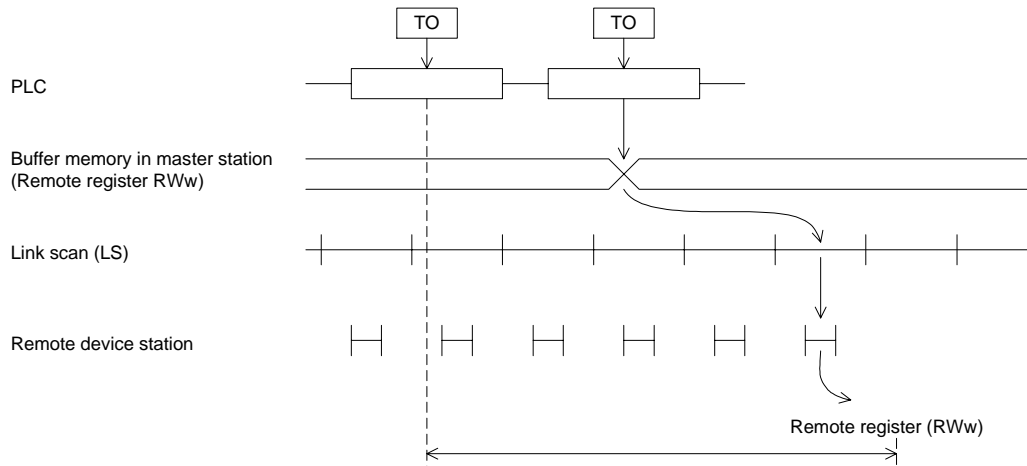 TO
TO
PLC
Buffer memory in master station
(Remote register RWw)
Link scan (LS)
Remote device station
Remote register (RWw)